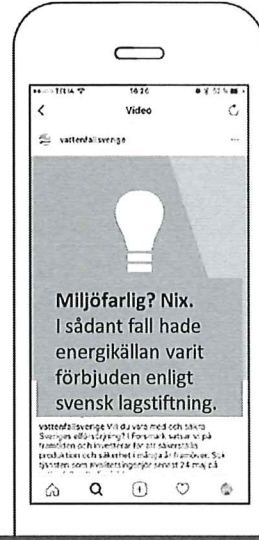 TELIA 16:26 52 %
Video
vattenfallsverige
Miljöfarlig? Nix.
I sådant fall hade
energikällan varit
förbjuden enligt
svensk lagstiftning.
vattenfallsverige Vill du vara med och säkra
Sveriges elförsörjning? I Forsmark satsar vi på
framtiden och investerar för att säkerställa
produktion och säkerhet i många år framöver. Sök
tjänsten som kvalitetsingenjör senast 24 maj på